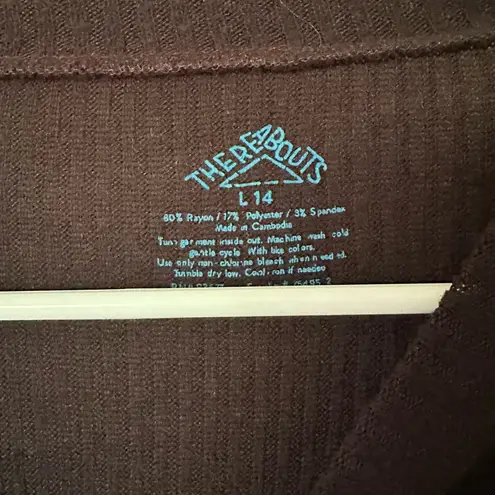 THEREABOUTS
L 14
80% Rayon / 17% Polyester / 3% Spandex
Made in Cambodia
Turn garment inside out. Machine wash cold
gentle cycle With like colors.
Use only non-chlorine bleach when needed.
Tumble dry low. Cool iron if needed